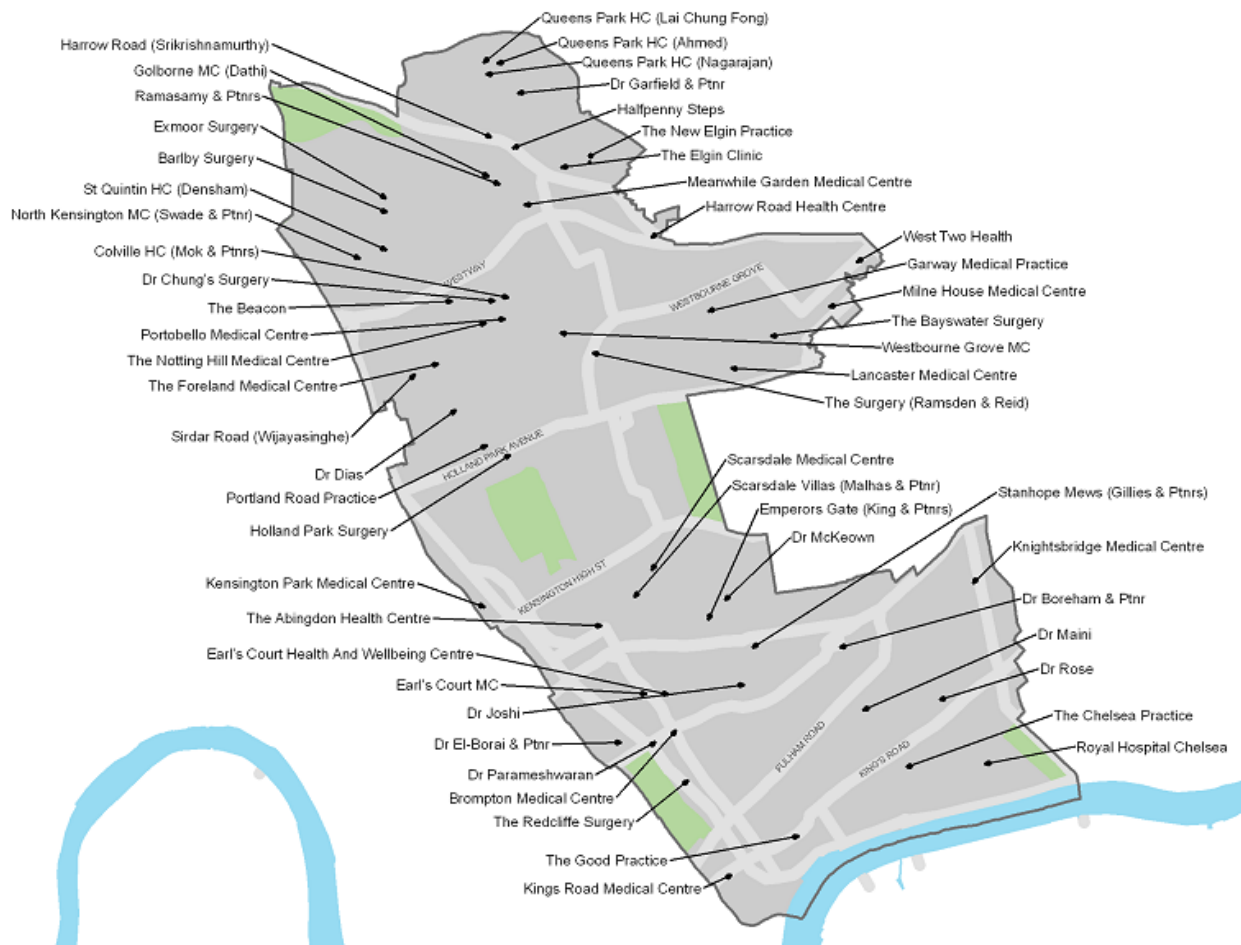 Queens Park HC (Lai Chung Fong)
Harrow Road (Srikrishnamurthy)
Queens Park HC (Ahmed)
Queens Park HC (Nagarajan)
Golborne MC (Dathi)
Dr Garfield & Ptnr
Ramasamy & Ptnrs
Halfpenny Steps
Exmoor Surgery
The New Elgin Practice
Barlby Surgery
The Elgin Clinic
St Quintin HC (Densham)
Meanwhile Garden Medical Centre
North Kensington MC (Swade & Ptnr)
Harrow Road Health Centre
Colville HC (Mok & Ptnrs)
West Two Health
Dr Chung's Surgery
WESTWAY
WESTBOURNE GROVE
Garway Medical Practice
The Beacon
Milne House Medical Centre
Portobello Medical Centre
The Bayswater Surgery
The Notting Hill Medical Centre
Westbourne Grove MC
The Foreland Medical Centre
Lancaster Medical Centre
The Surgery (Ramsden & Reid)
Sirdar Road (Wijayasinghe)
HOLLAND PARK AVENUE
Dr Dias
Scarsdale Medical Centre
Portland Road Practice
Scarsdale Villas (Malhas & Ptnr)
Stanhope Mews (Gillies & Ptnrs)
Emperors Gate (King & Ptnrs)
Holland Park Surgery
Dr McKeown
Knightsbridge Medical Centre
Kensington Park Medical Centre
KENSINGTON HIGH ST
Dr Boreham & Ptnr
The Abingdon Health Centre
Dr Maini
Earl's Court Health And Wellbeing Centre
Dr Rose
Earl's Court MC
Dr Joshi
The Chelsea Practice
Dr El-Borai & Ptnr
FULHAM ROAD
KING'S ROAD
Royal Hospital Chelsea
Dr Parameshwaran
Brompton Medical Centre
The Redcliffe Surgery
The Good Practice
Kings Road Medical Centre